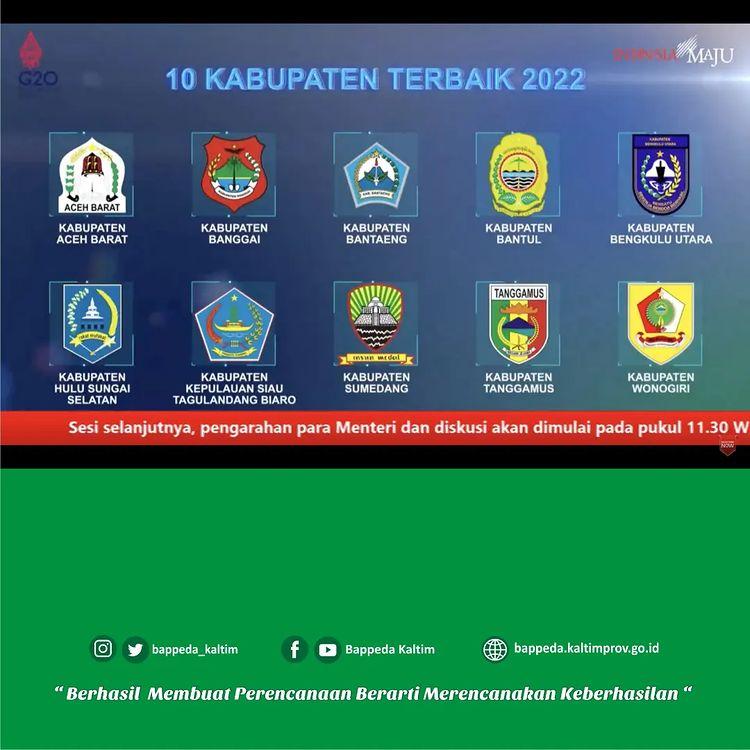 G20
INDONESIA MAJU
10 KABUPATEN TERBAIK 2022
ACEH BARAT
KABUPATEN
ACEH BARAT
KABUPATEN
BANGGAI
KABUPATEN
BANTAENG
KABUPATEN
BANTUL
KABUPATEN
BENGKULU UTARA
KABUPATEN
BENGKULU UTARA
KABUPATEN
HULU SUNGAI
SELATAN
KABUPATEN
KEPULAUAN SIAU
TAGULANDANG BIARO
insun medal
KABUPATEN
SUMEDANG
TANGGAMUS
KABUPATEN
TANGGAMUS
KABUPATEN
WONOGIRI
Sesi selanjutnya, pengarahan para Menteri dan diskusi akan dimulai pada pukul 11.30 W
bappeda_kaltim
Bappeda Kaltim
bappeda.kaltimprov.go.id
“ Berhasil Membuat Perencanaan Berarti Merencanakan Keberhasilan “